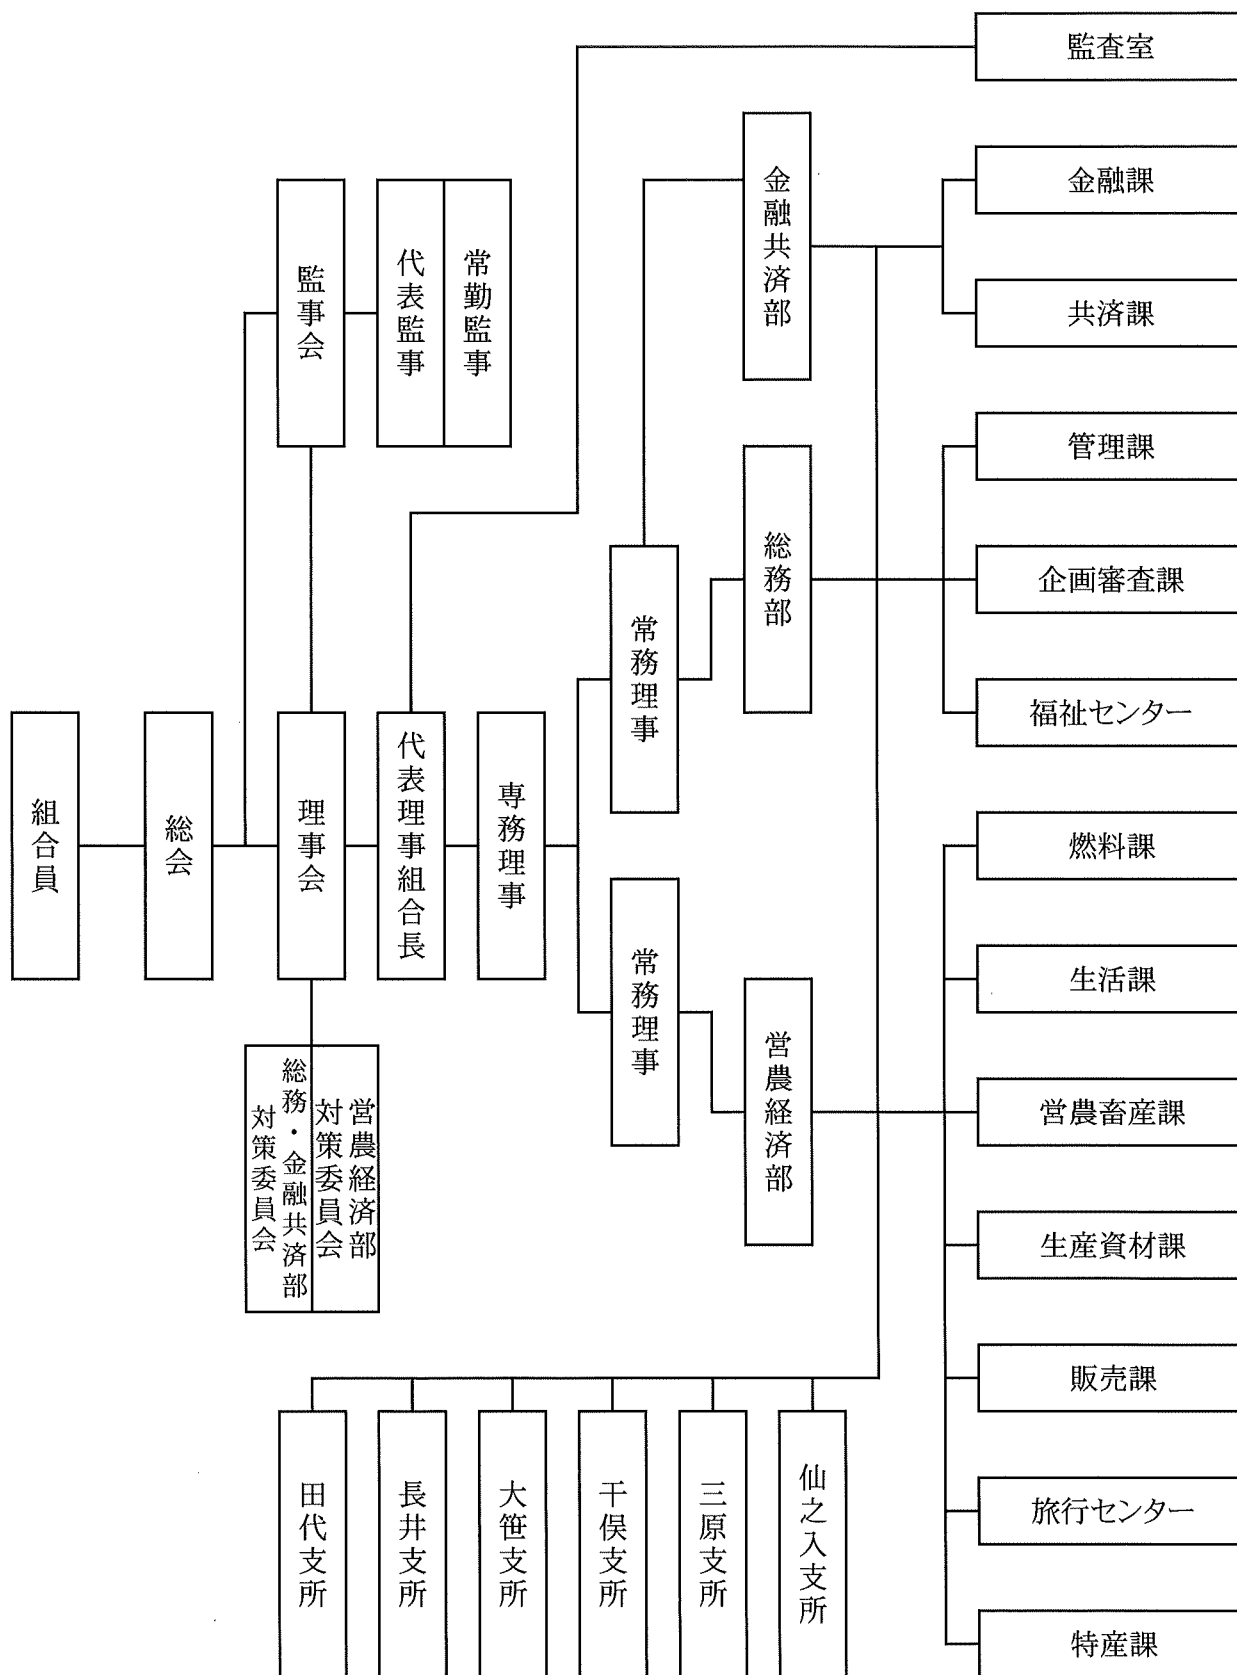 組合員
総会
監事会
代表監事
常勤監事
理事会
営農経済部
対策委員会
総務・金融共済部
対策委員会
代表理事組合長
専務理事
常務理事
常務理事
金融共済部
総務部
営農経済部
監査室
金融課
共済課
管理課
企画審査課
福祉センター
燃料課
生活課
営農畜産課
生産資材課
販売課
旅行センター
特産課
田代支所
長井支所
大笹支所
干俣支所
三原支所
仙之入支所